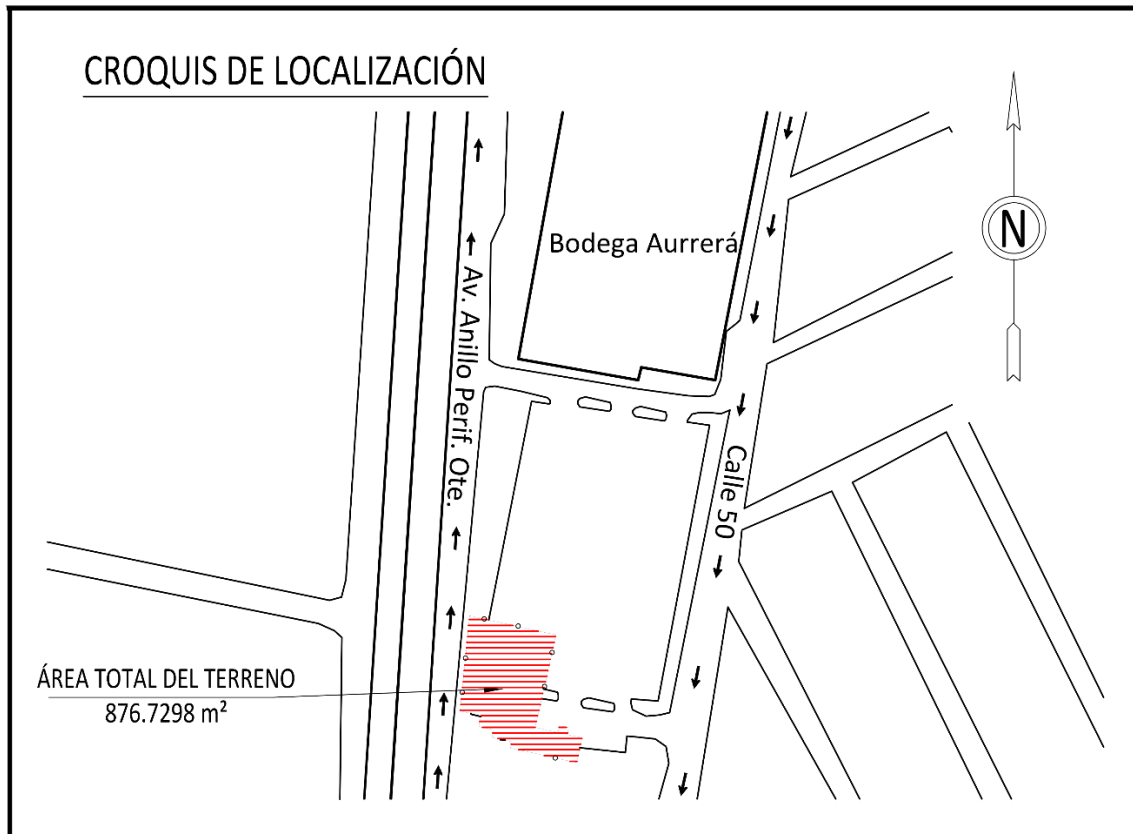 CROQUIS DE LOCALIZACIÓN
Bodega Aurrerá
N
Av. Anillo Perif. Ote.
Calle 50
ÁREA TOTAL DEL TERRENO
876.7298 m²